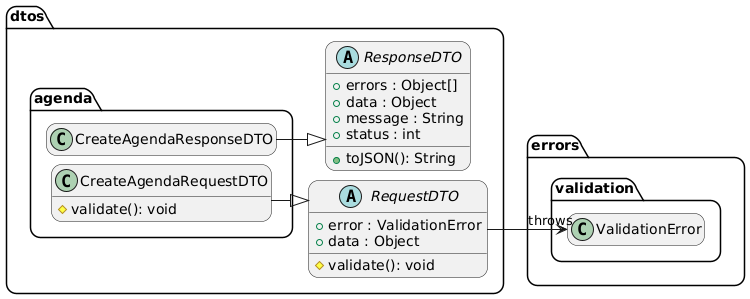 dtos
A ResponseDTO
errors : Object[]
data : Object
message : String
status : int
toJSON(): String
agenda
C CreateAgendaResponseDTO
C CreateAgendaRequestDTO
validate(): void
A RequestDTO
error : ValidationError
data : Object
validate(): void
throws
errors
validation
C ValidationError